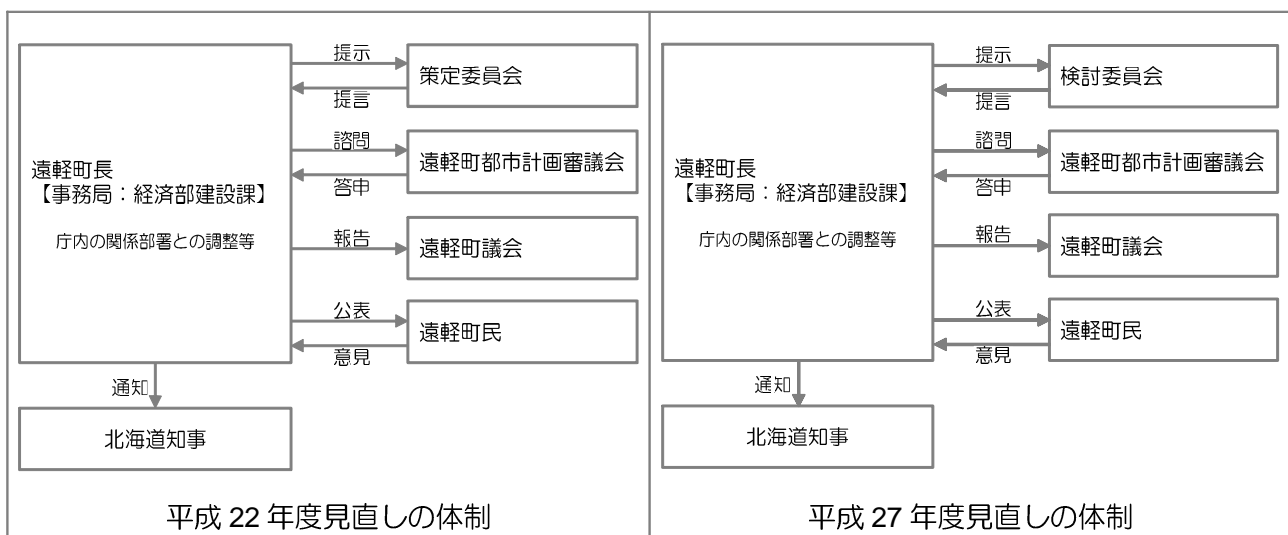 提示
策定委員会
提言
諮問
遠軽町都市計画審議会
答申
遠軽町長
【事務局：経済部建設課】
庁内の関係部署との調整等
報告
遠軽町議会
公表
遠軽町民
意見
通知
北海道知事
平成 22 年度見直しの体制
提示
検討委員会
提言
諮問
遠軽町都市計画審議会
答申
遠軽町長
【事務局：経済部建設課】
庁内の関係部署との調整等
報告
遠軽町議会
公表
遠軽町民
意見
通知
北海道知事
平成 27 年度見直しの体制